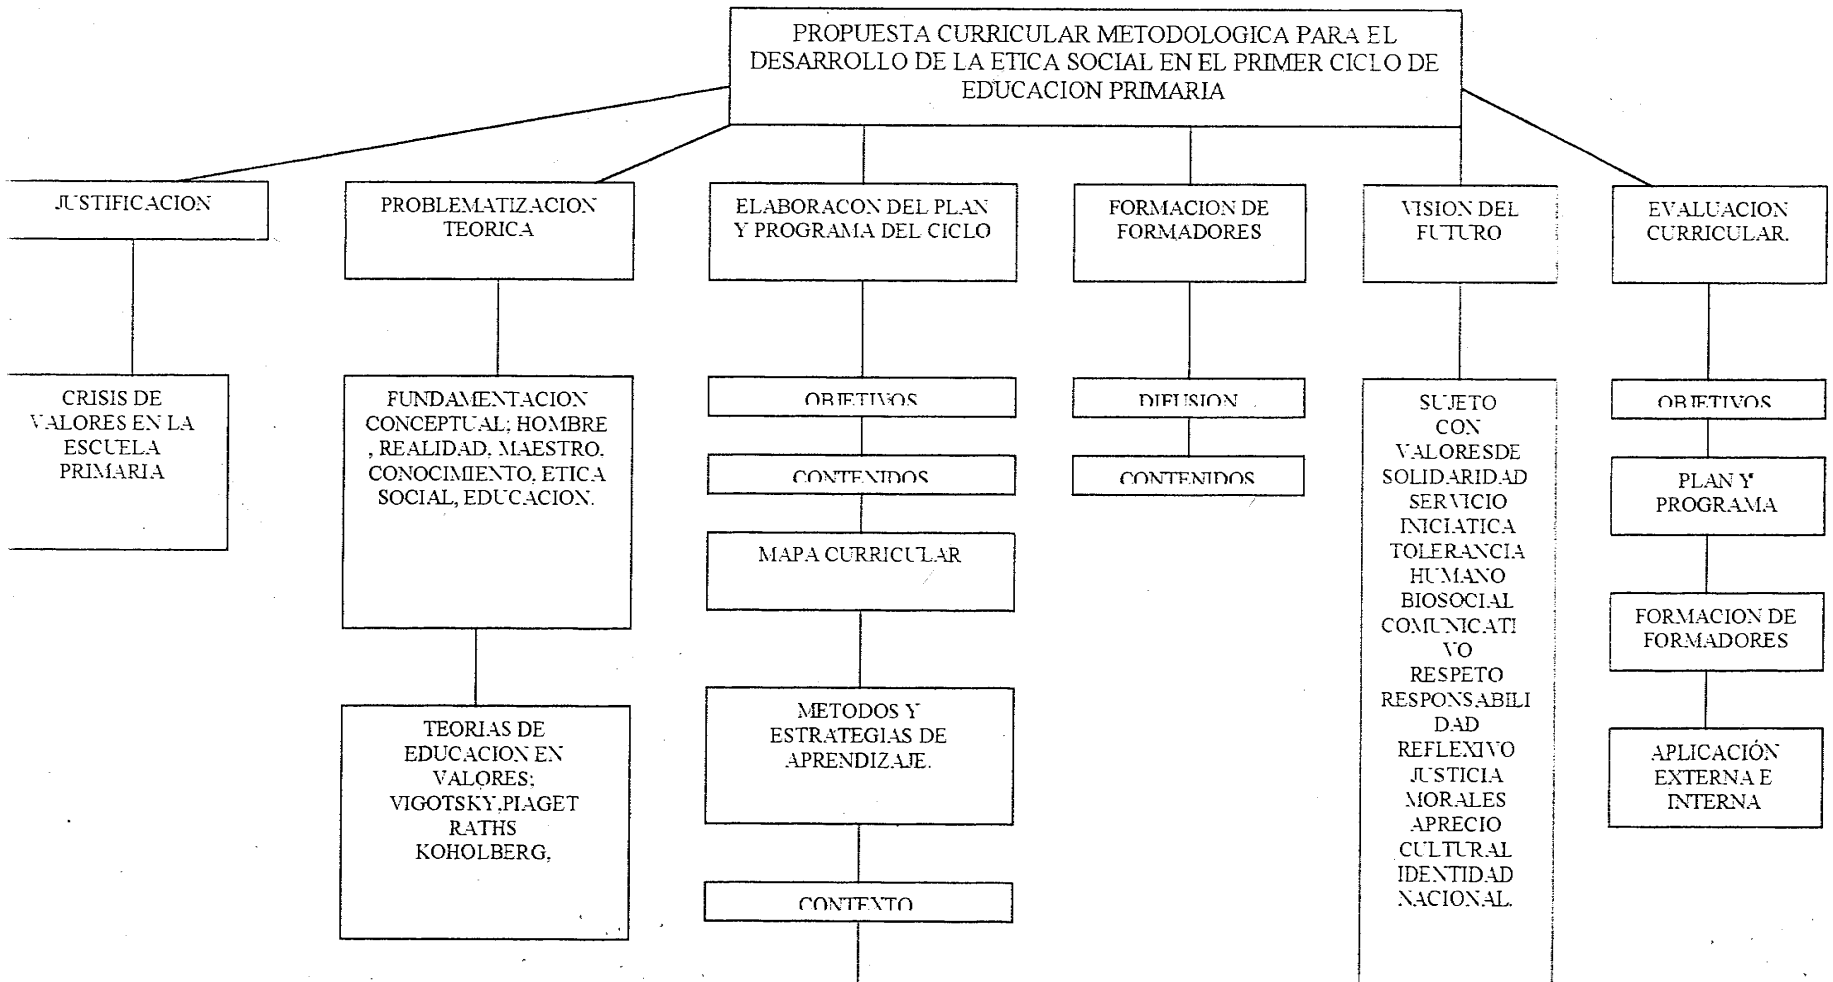 PROPUESTA CURRICULAR METODOLOGICA PARA EL
DESARROLLO DE LA ETICA SOCIAL EN EL PRIMER CICLO DE
EDUCACION PRIMARIA
JUSTIFICACION
CRISIS DE
VALORES EN LA
ESCUELA
PRIMARIA
PROBLEMATIZACION
TEORICA
FUNDAMENTACION
CONCEPTUAL; HOMBRE
, REALIDAD, MAESTRO,
CONOCIMIENTO, ETICA
SOCIAL, EDUCACION.
TEORIAS DE
EDUCACION EN
VALORES;
VIGOTSKY,PIAGET
RATHS
KOHOLBERG,
ELABORACON DEL PLAN
Y PROGRAMA DEL CICLO
OBJETIVOS
CONTENIDOS
MAPA CURRICULAR
METODOS Y
ESTRATEGIAS DE
APRENDIZAJE.
CONTEXTO
FORMACION DE
FORMADORES
DIFUSION
CONTENIDOS
VISION DEL
FUTURO
SUJETO
CON
VALORESDE
SOLIDARIDAD
SERVICIO
INICIATICA
TOLERANCIA
HUMANO
BIOSOCIAL
COMUNICATI
VO
RESPETO
RESPONSABILI
DAD
REFLEXIVO
JUSTICIA
MORALES
APRECIO
CULTURAL
IDENTIDAD
NACIONAL.
EVALUACION
CURRICULAR.
OBJETIVOS
PLAN Y
PROGRAMA
FORMACION DE
FORMADORES
APLICACIÓN
EXTERNA E
INTERNA